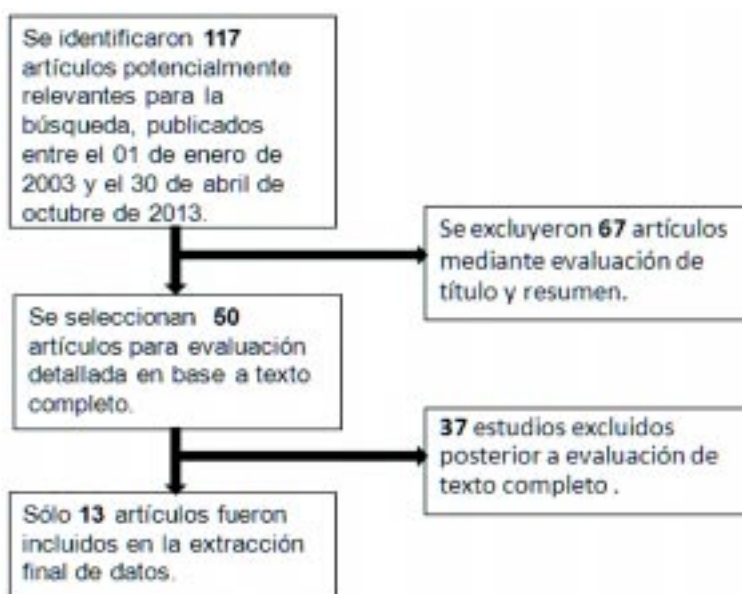 Se identificaron 117
artículos potencialmente
relevantes para la
búsqueda, publicados
entre el 01 de enero de
2003 y el 30 de abril de
octubre de 2013.
Se excluyeron 67 artículos
mediante evaluación de
título y resumen.
Se seleccionan 50
artículos para evaluación
detallada en base a texto
completo.
37 estudios excluidos
posterior a evaluación de
texto completo .
Sólo 13 artículos fueron
incluidos en la extracción
final de datos.